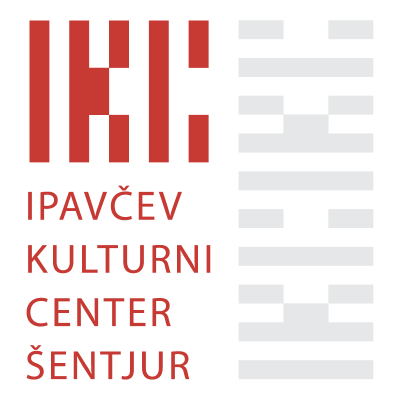 IKC
IPAVČEV
KULTURNI
CENTER
ŠENTJUR